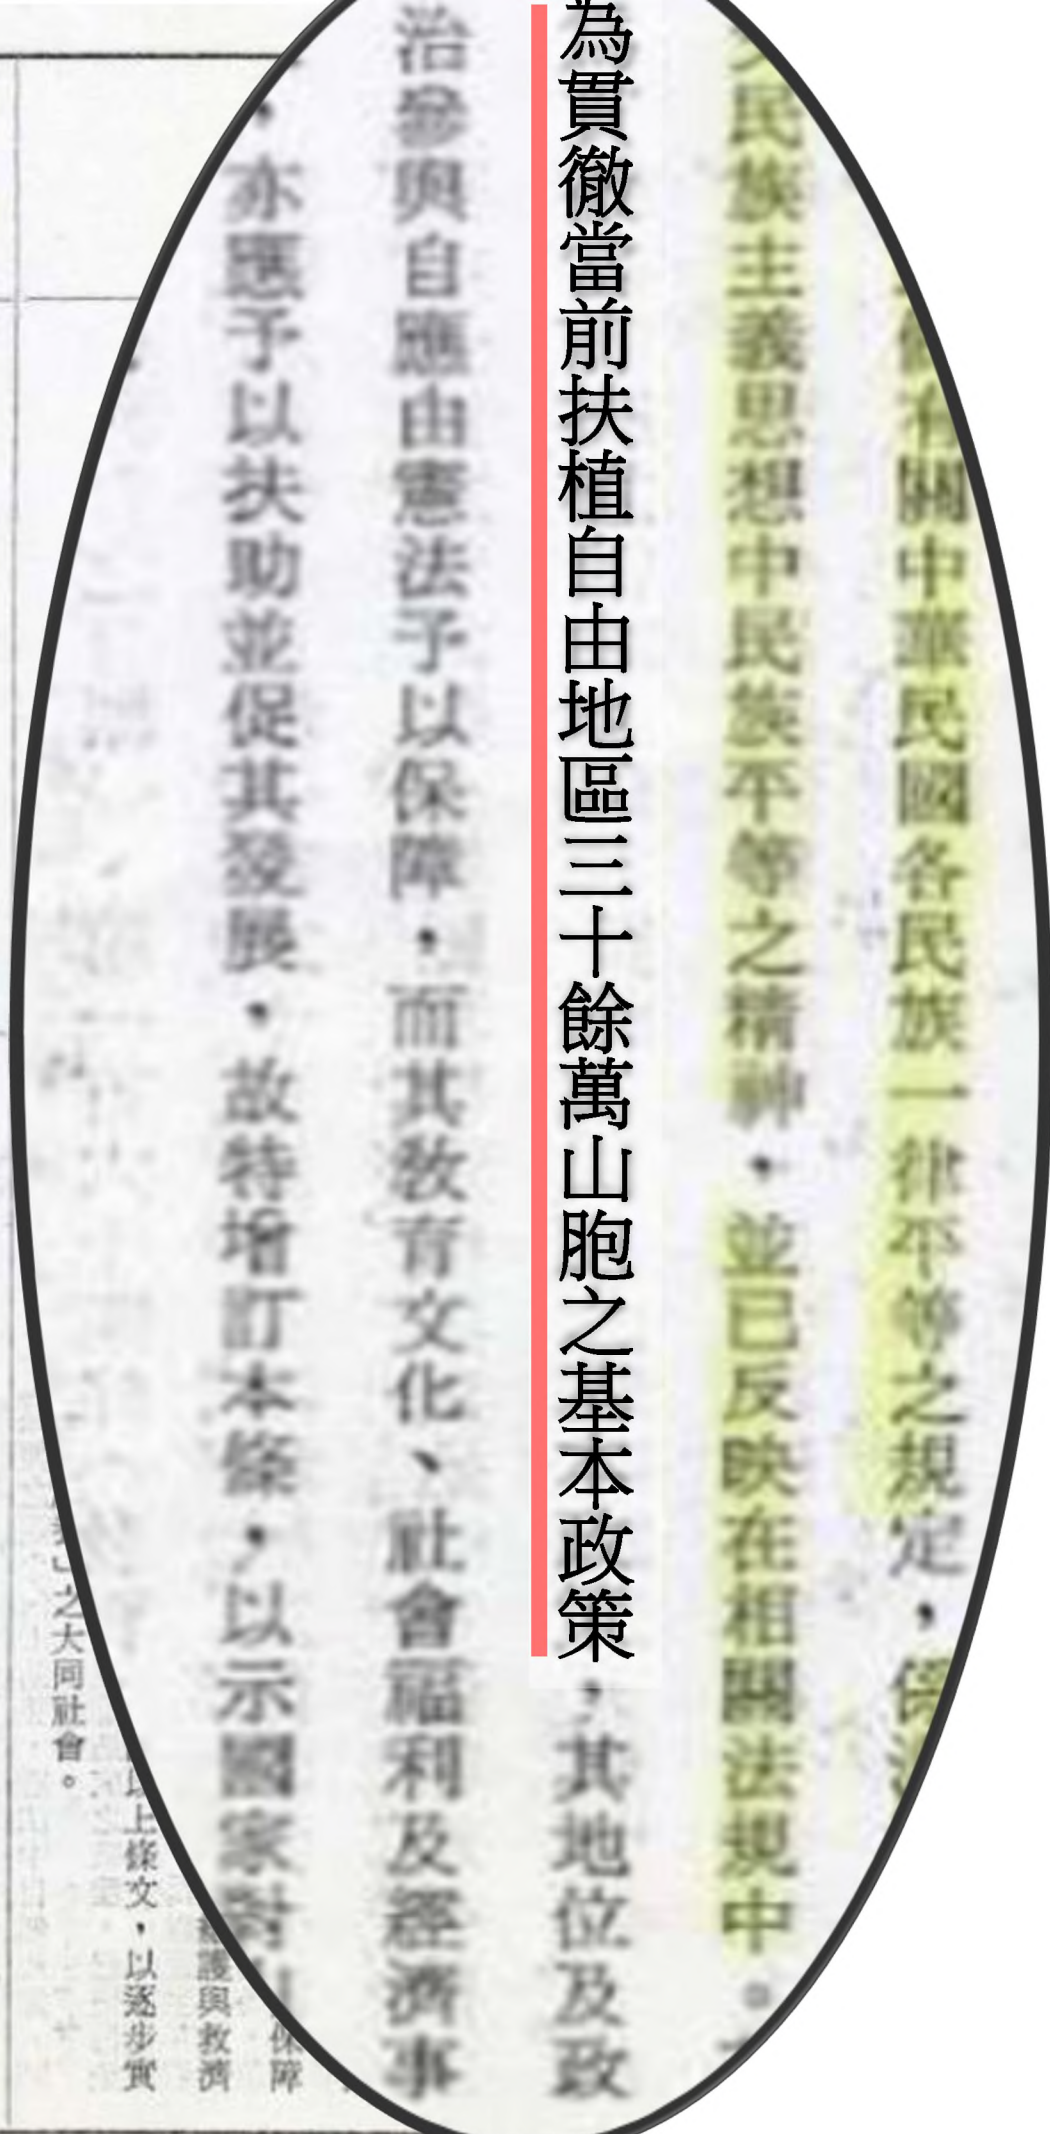 有關中華民國各民族一律平等之規定，係
民族主義思想中民族平等之精神，並已反映在相關法規中。
為貫徹當前扶植自由地區三十餘萬山胞之基本政策，其地位及政
治參與自應由憲法予以保障，而其教育文化、社會福利及經濟事
，亦應予以扶助並促其發展，故特增訂本條，以示國家對
保障
護與救濟
以上條文，以逐步實
之大同社會。